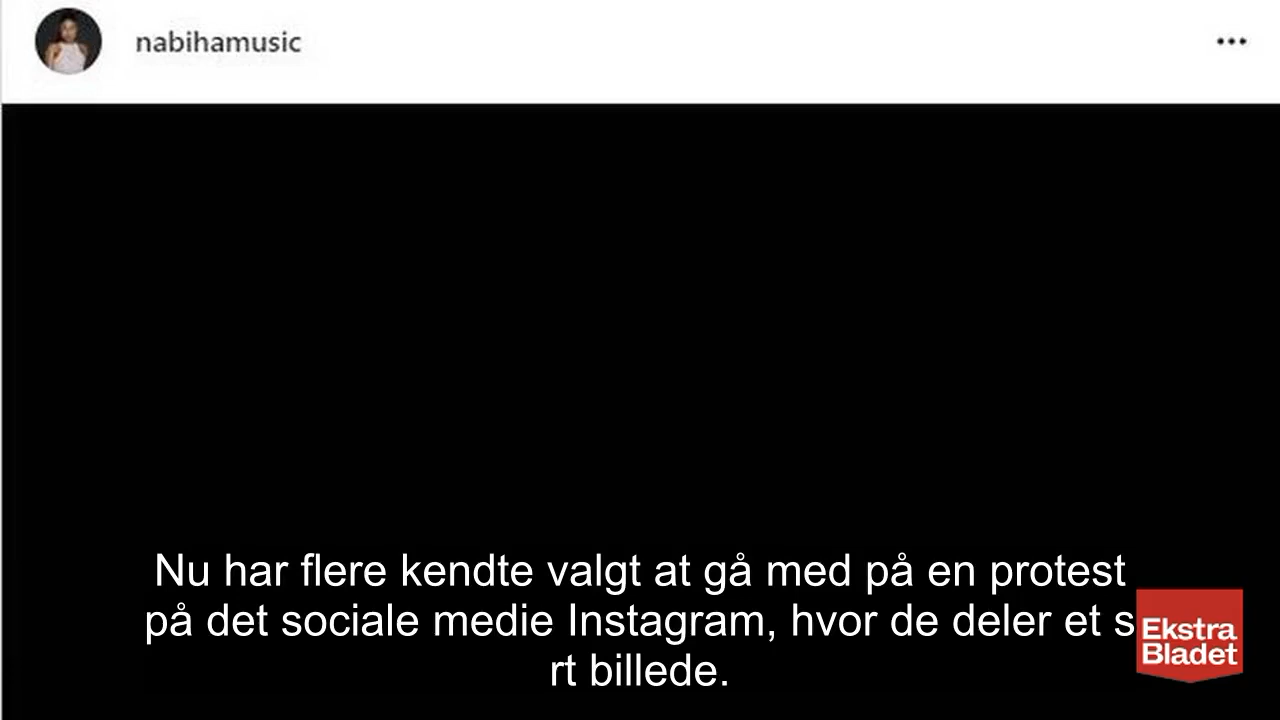 nabihamusic
Nu har flere kendte valgt at gå med på en protest
på det sociale medie Instagram, hvor de deler et s
rt billede.
Ekstra
Bladet